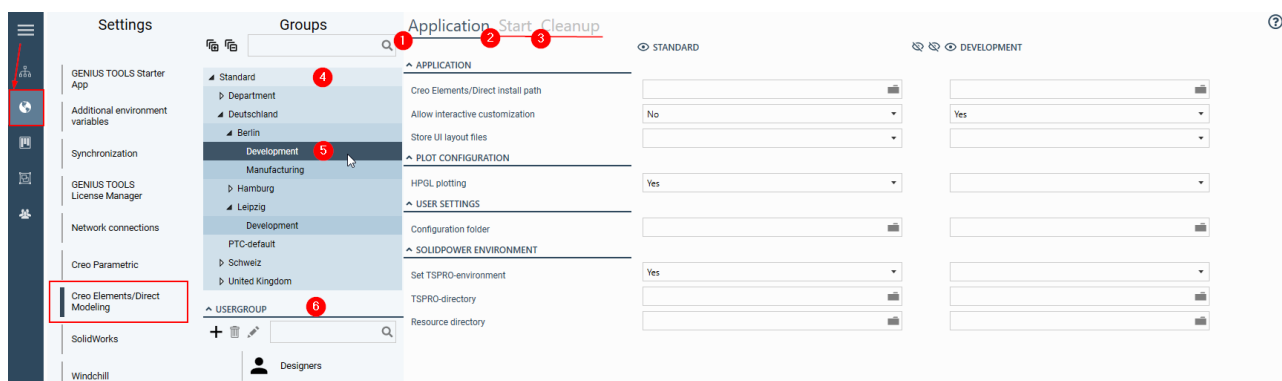 Settings
GENIUS TOOLS Starter
App
Additional environment
variables
Synchronization
GENIUS TOOLS
License Manager
Network connections
Creo Parametric
Creo Elements/Direct
Modeling
SolidWorks
Windchill
Groups
Standard
4
Department
Deutschland
Berlin
Development
5
Manufacturing
Hamburg
Leipzig
Development
PTC-default
Schweiz
United Kingdom
USERGROUP
6
Designers
1
Application Start Cleanup
2
3
?
STANDARD
DEVELOPMENT
APPLICATION
Creo Elements/Direct install path
Allow interactive customization
No
Yes
Store UI layout files
PLOT CONFIGURATION
HPGL plotting
Yes
USER SETTINGS
Configuration folder
SOLIDPOWER ENVIRONMENT
Set TSPRO-environment
Yes
TSPRO-directory
Resource directory